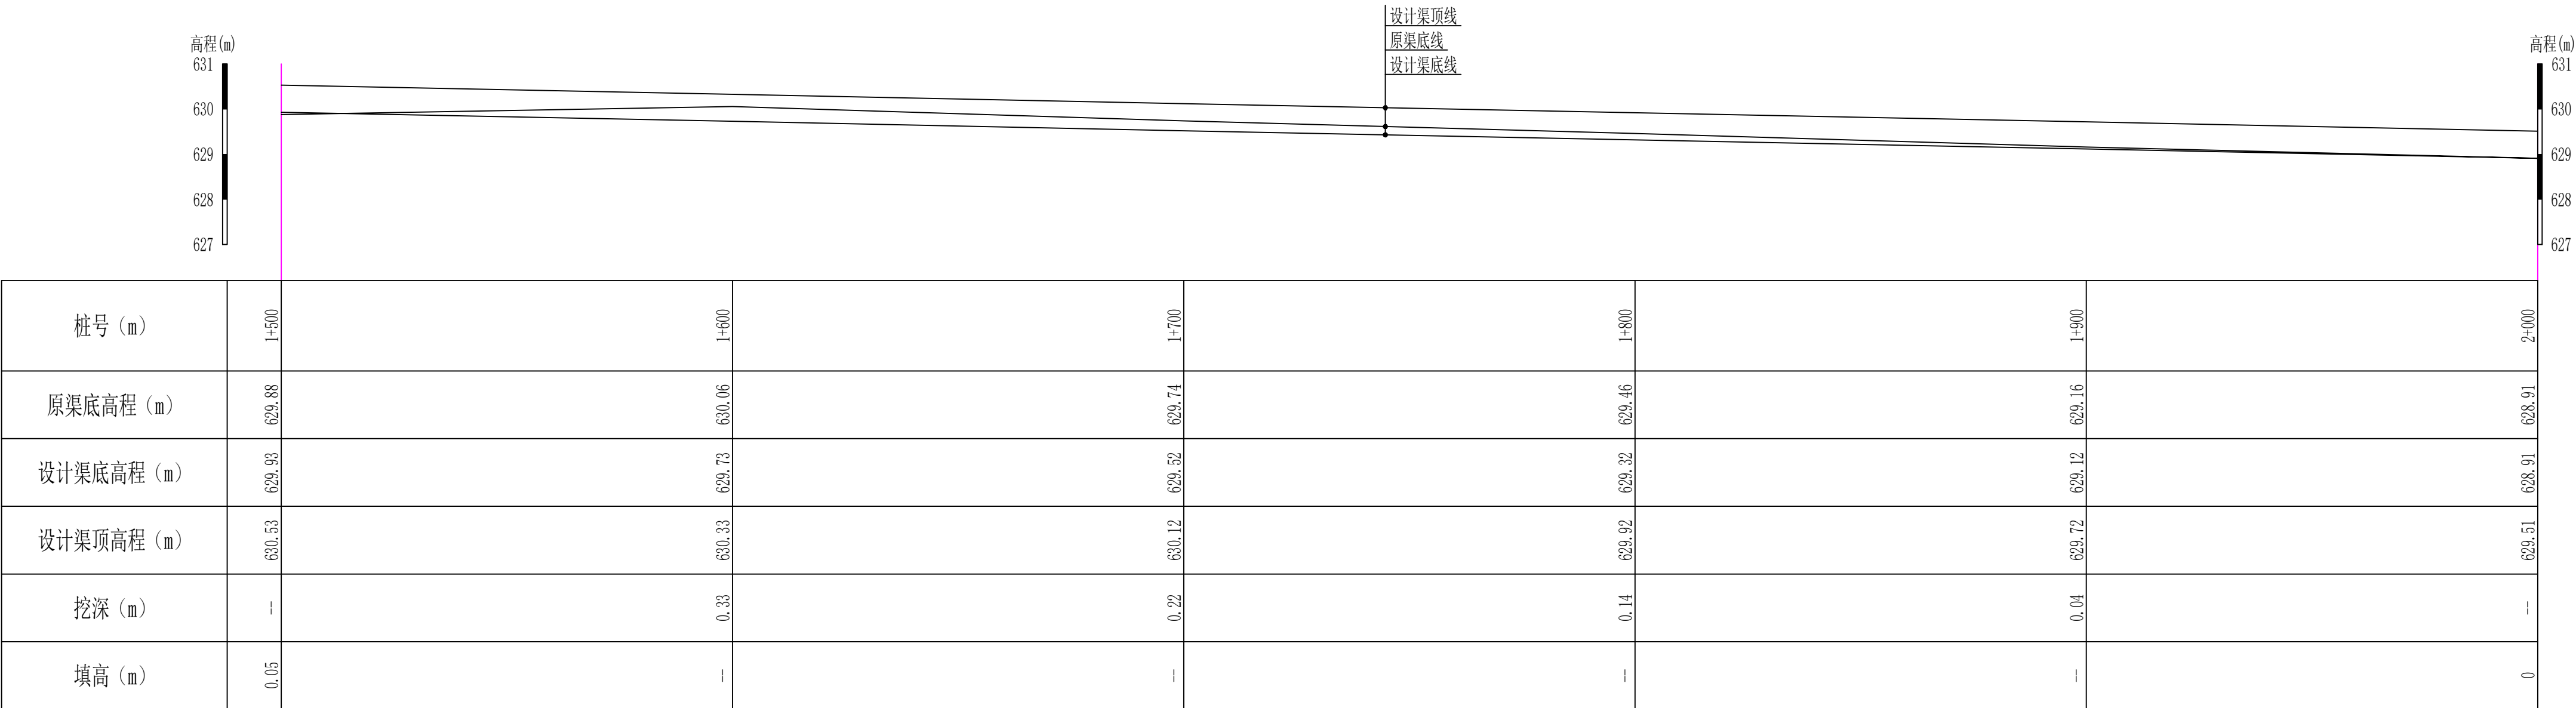 设计渠顶线
原渠底线
设计渠底线
高程(m)
631
630
629
628
627
高程(m)
631
630
629
628
627
桩号（m） 1+500 1+600 1+700 1+800 1+900 2+000
原渠底高程（m） 629.88 630.06 629.74 629.46 629.16 628.91
设计渠底高程（m） 629.93 629.73 629.52 629.32 629.12 628.91
设计渠顶高程（m） 630.53 630.33 630.12 629.92 629.72 629.51
挖深（m） -- 0.33 0.22 0.14 0.04 --
填高（m） 0.05 -- -- -- -- 0